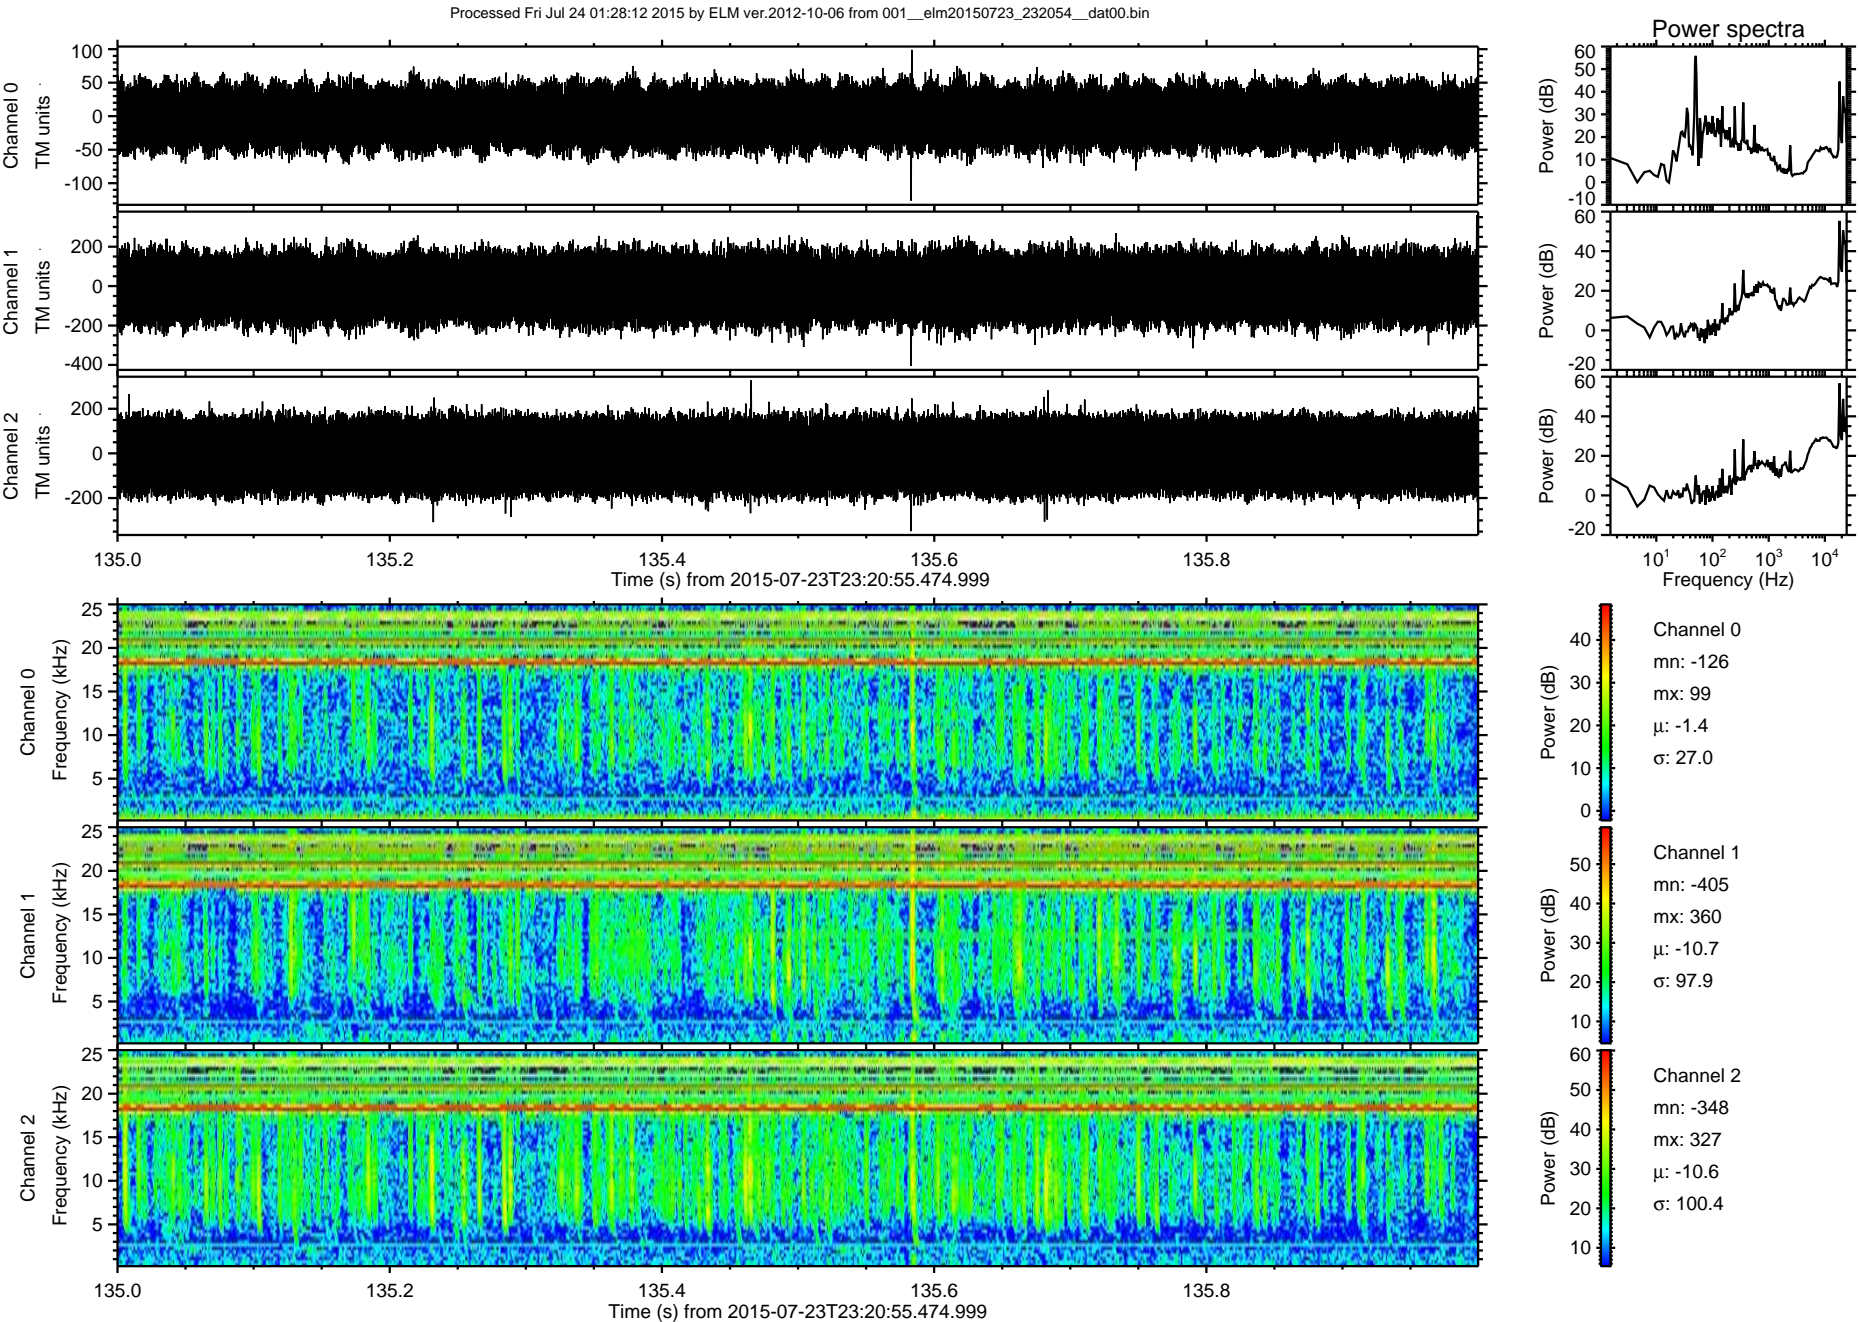 Processed Fri Jul 24 01:28:12 2015 by ELM ver.2012-10-06 from 001__elm20150723_232054__dat00.bin
Power spectra
Channel 0
TM units
100
50
0
-50
-100
Power (dB)
60
50
40
30
20
10
0
-10
Channel 1
TM units
200
0
-200
-400
Power (dB)
60
40
20
0
-20
Channel 2
TM units
200
0
-200
Power (dB)
60
40
20
0
-20
135.0 135.2 135.4 135.6 135.8
Time (s) from 2015-07-23T23:20:55.474.999
10^1 10^2 10^3 10^4
Frequency (Hz)
Channel 0
Frequency (kHz)
25
20
15
10
5
Power (dB)
40
30
20
10
0
Channel 0
mn: -126
mx: 99
μ: -1.4
σ: 27.0
Channel 1
Frequency (kHz)
25
20
15
10
5
Power (dB)
50
40
30
20
10
Channel 1
mn: -405
mx: 360
μ: -10.7
σ: 97.9
Channel 2
Frequency (kHz)
25
20
15
10
5
Power (dB)
60
50
40
30
20
10
Channel 2
mn: -348
mx: 327
μ: -10.6
σ: 100.4
135.0 135.2 135.4 135.6 135.8
Time (s) from 2015-07-23T23:20:55.474.999